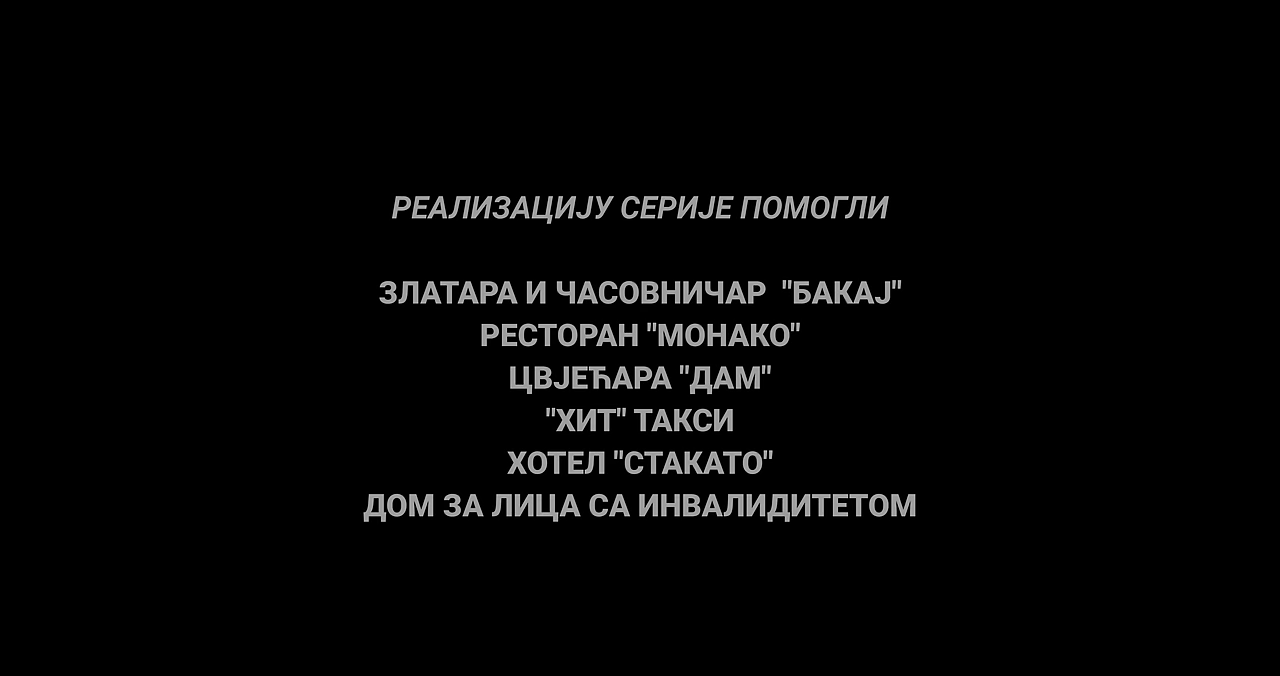 РЕАЛИЗАЦИЈУ СЕРИЈЕ ПОМОГЛИ
ЗЛАТАРА И ЧАСОВНИЧАР "БАКАЈ"
РЕСТОРАН "МОНАКО"
ЦВЈЕЋАРА "ДАМ"
"ХИТ" ТАКСИ
ХОТЕЛ "СТАКАТО"
ДОМ ЗА ЛИЦА СА ИНВАЛИДИТЕТОМ